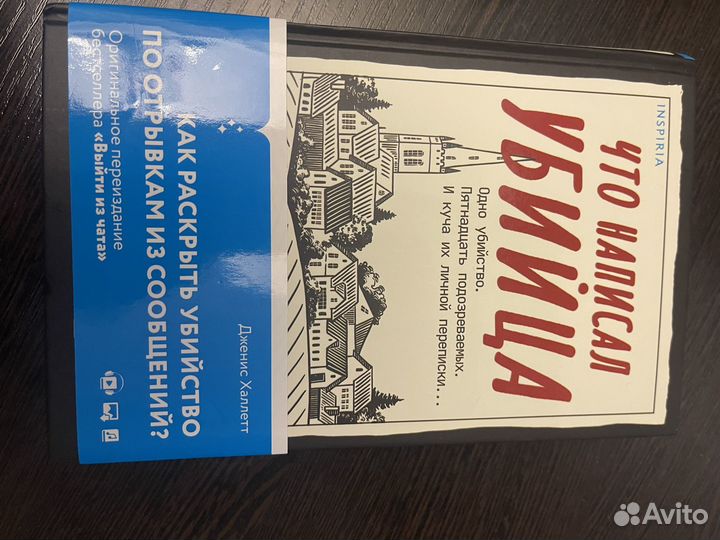 INSPIRIA
ЧТО НАПИСАЛ
УБИЙЦА
Одно убийство.
Пятнадцать подозреваемых.
И куча их личной переписки...
Дженис Халлетт
КАК РАСКРЫТЬ УБИЙСТВО
ПО ОТРЫВКАМ ИЗ СООБЩЕНИЙ?
Оригинальное переиздание
бестселлера «Выйти из чата»
Avito